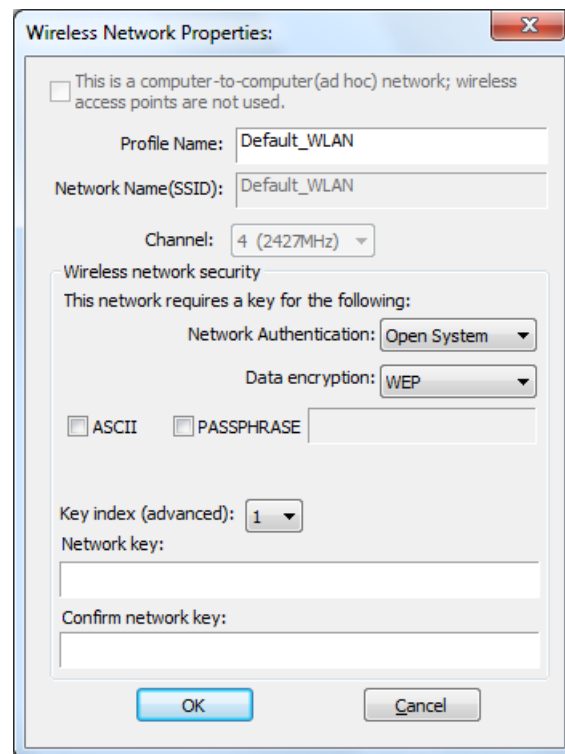 Wireless Network Properties:
This is a computer-to-computer(ad hoc) network; wireless
access points are not used.
Profile Name: Default_WLAN
Network Name(SSID): Default_WLAN
Channel: 4 (2427MHz)
Wireless network security
This network requires a key for the following:
Network Authentication: Open System
Data encryption: WEP
ASCII PASSPHRASE
Key index (advanced): 1
Network key:
Confirm network key:
OK Cancel